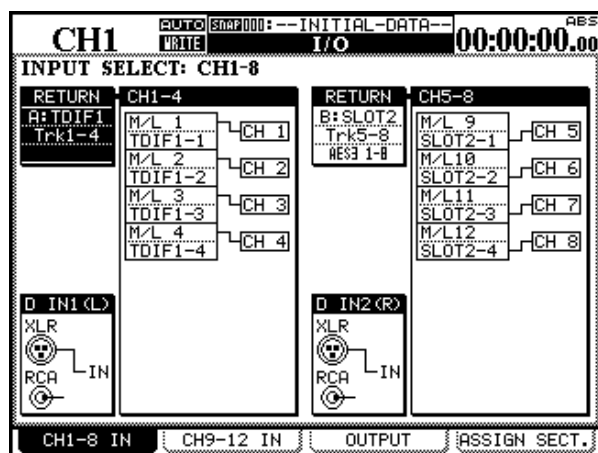 CH1
AUTO SNAP000:--INITIAL-DATA--
WRITE
I/O
ABS
00:00:00.00
INPUT SELECT: CH1-8
RETURN
A:TDIF1
Trk1-4
CH1-4
M/L 1
TDIF1-1
CH 1
M/L 2
TDIF1-2
CH 2
M/L 3
TDIF1-3
CH 3
M/L 4
TDIF1-4
CH 4
RETURN
B:SLOT2
Trk5-8
AES3 1-8
CH5-8
M/L 9
SLOT2-1
CH 5
M/L10
SLOT2-2
CH 6
M/L11
SLOT2-3
CH 7
M/L12
SLOT2-4
CH 8
D IN1(L)
XLR
IN
RCA
D IN2(R)
XLR
IN
RCA
CH1-8 IN
CH9-12 IN
OUTPUT
ASSIGN SECT.